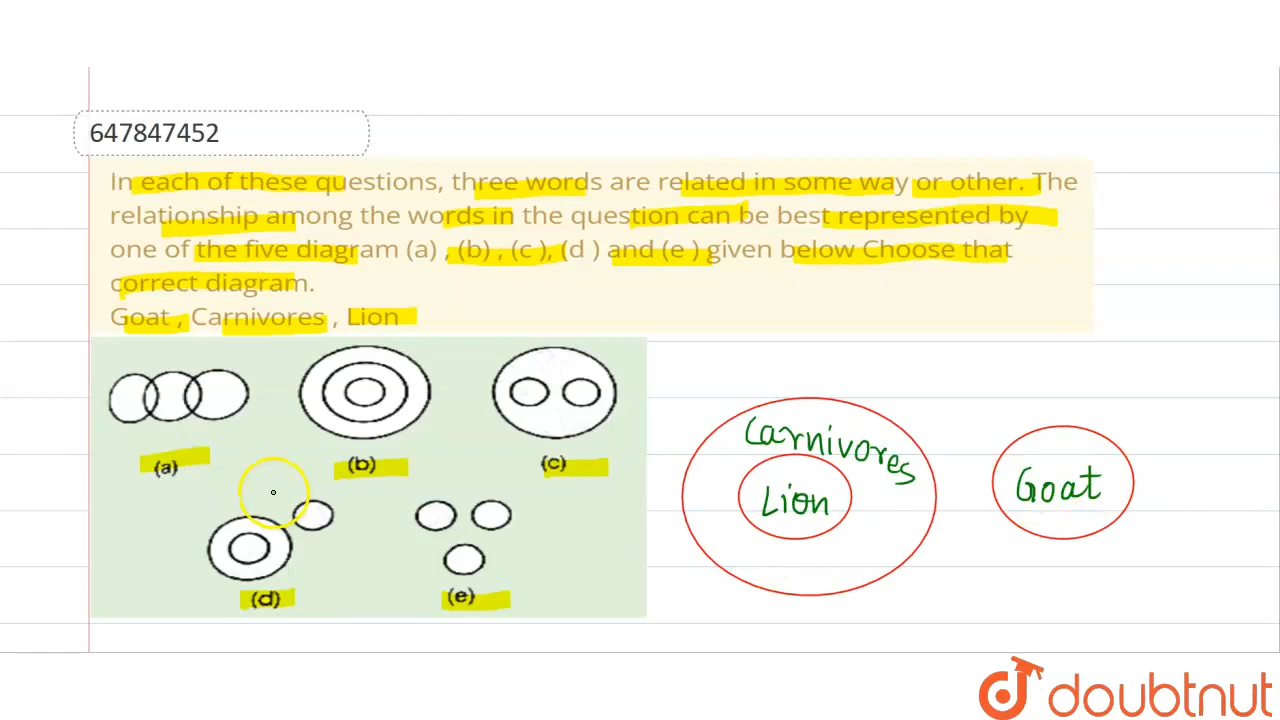 647847452
In each of these questions, three words are related in some way or other. The
relationship among the words in the question can be best represented by
one of the five diagram (a) , (b) , (c ), (d ) and (e ) given below Choose that
correct diagram.
Goat , Carnivores , Lion
(a)
(b)
(c)
(d)
(e)
Carnivores
Lion
Goat
doubtnut